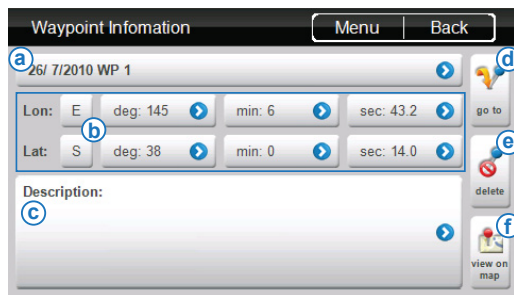 Waypoint Infomation Menu Back
a 26/ 7/2010 WP 1 d
Lon: E deg: 145 min: 6 sec: 43.2 go to
b
Lat: S deg: 38 min: 0 sec: 14.0 e
Description: delete
c f
view on
map